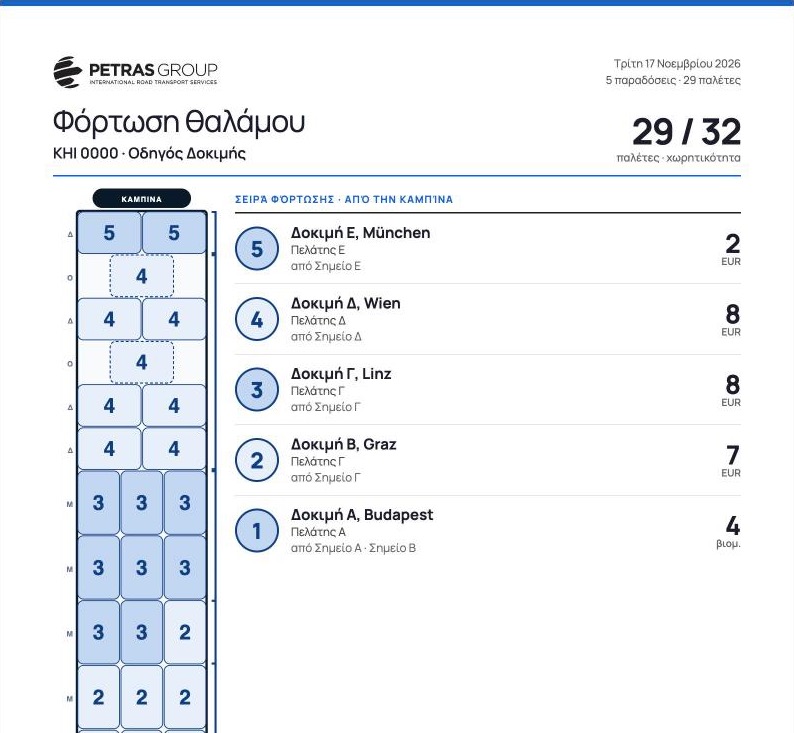 PETRAS GROUP
INTERNATIONAL ROAD TRANSPORT SERVICES
Τρίτη 17 Νοεμβρίου 2026
5 παραδόσεις · 29 παλέτες
Φόρτωση θαλάμου
ΚΗΙ 0000 · Οδηγός Δοκιμής
29 / 32
παλέτες · χωρητικότητα
ΚΑΜΠΙΝΑ
Δ 5 5
Ο 4
Δ 4 4
Ο 4
Δ 4 4
Δ 4 4
Μ 3 3 3
Μ 3 3 3
Μ 3 3 2
Μ 2 2 2
ΣΕΙΡΆ ΦΌΡΤΩΣΗΣ · ΑΠΌ ΤΗΝ ΚΑΜΠΊΝΑ
5 Δοκιμή Ε, München 2
Πελάτης Ε EUR
από Σημείο Ε
4 Δοκιμή Δ, Wien 8
Πελάτης Δ EUR
από Σημείο Δ
3 Δοκιμή Γ, Linz 8
Πελάτης Γ EUR
από Σημείο Γ
2 Δοκιμή Β, Graz 7
Πελάτης Γ EUR
από Σημείο Γ
1 Δοκιμή Α, Budapest 4
Πελάτης Α βιομ.
από Σημείο Α · Σημείο Β